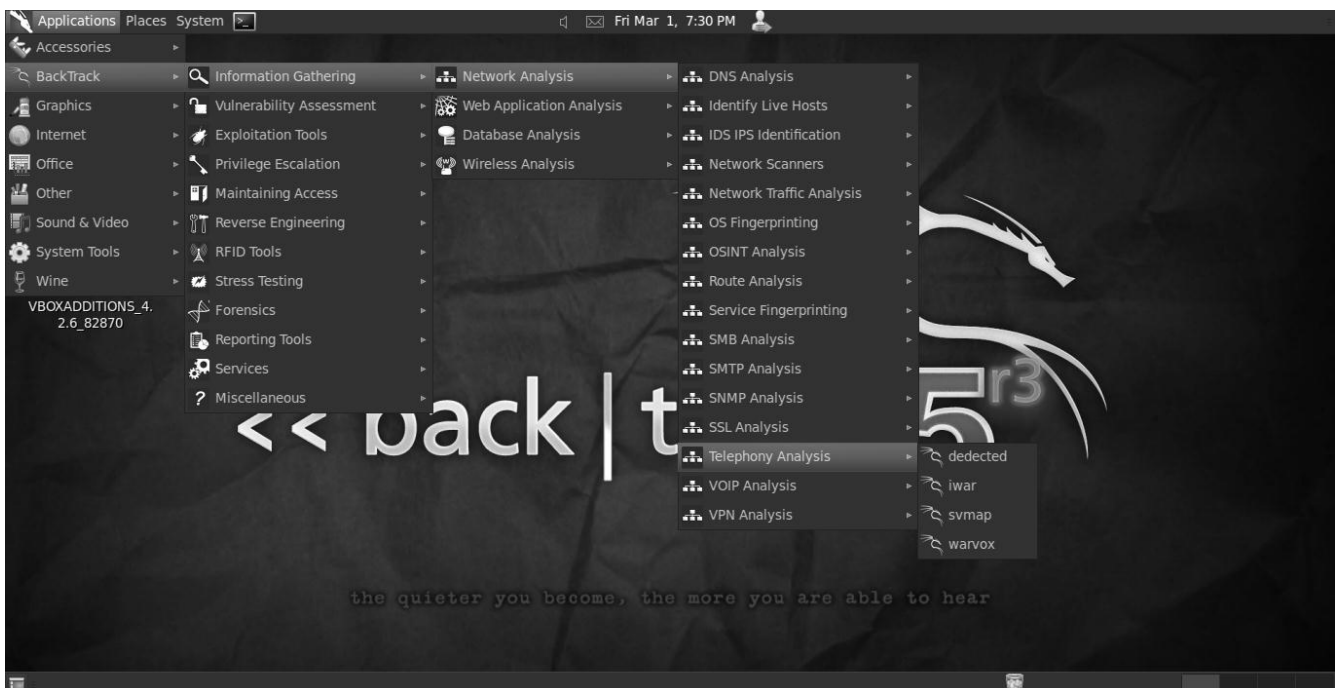 Applications Places System Fri Mar 1, 7:30 PM
Accessories
BackTrack
Graphics
Internet
Office
Other
Sound & Video
System Tools
Wine
VBOXADDITIONS_4.
2.6_82870
Information Gathering
Vulnerability Assessment
Exploitation Tools
Privilege Escalation
Maintaining Access
Reverse Engineering
RFID Tools
Stress Testing
Forensics
Reporting Tools
Services
Miscellaneous
Network Analysis
Web Application Analysis
Database Analysis
Wireless Analysis
DNS Analysis
Identify Live Hosts
IDS IPS Identification
Network Scanners
Network Traffic Analysis
OS Fingerprinting
OSINT Analysis
Route Analysis
Service Fingerprinting
SMB Analysis
SMTP Analysis
SNMP Analysis
SSL Analysis
Telephony Analysis
VOIP Analysis
VPN Analysis
dedected
iwar
svmap
warvox
<< back | t 5 r3
the quieter you become, the more you are able to hear